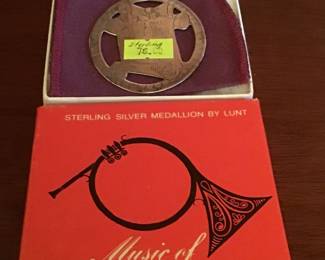 Sterling
STERLING SILVER MEDALLION BY LUNT
Music of